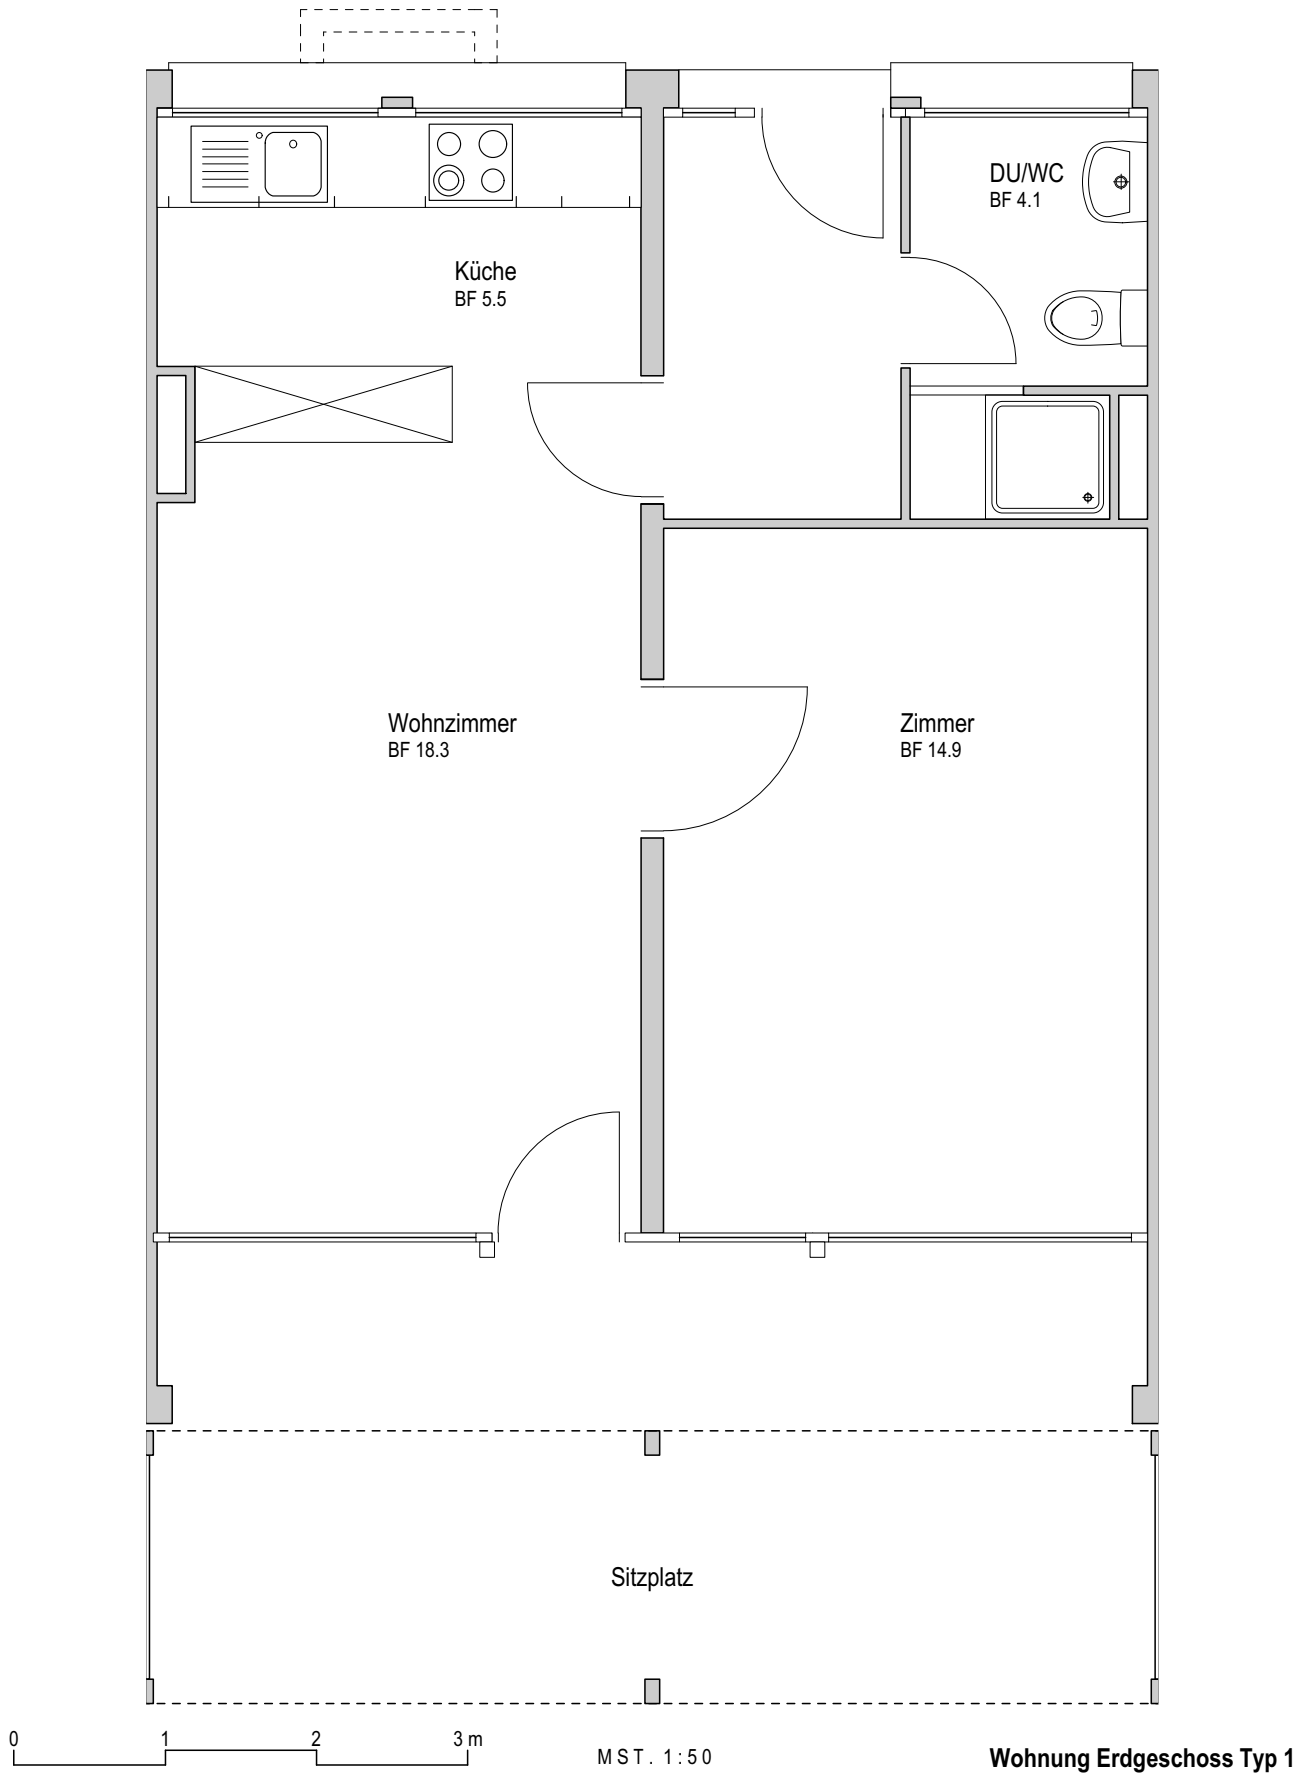 DU/WC
BF 4.1
Küche
BF 5.5
Wohnzimmer
BF 18.3
Zimmer
BF 14.9
Sitzplatz
0 1 2 3 m
MST. 1:50
Wohnung Erdgeschoss Typ 1